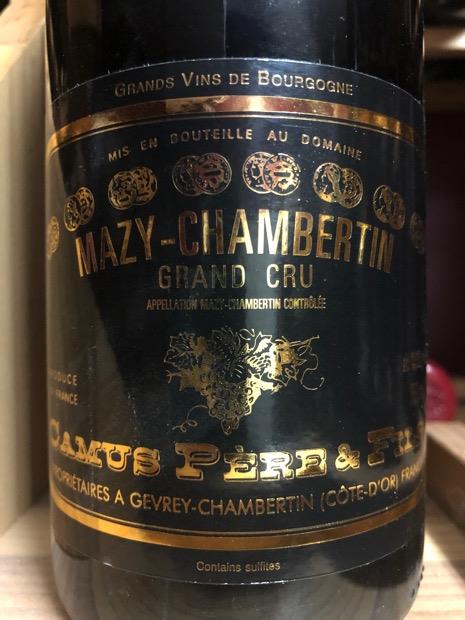 GRANDS VINS DE BOURGOGNE
MIS EN BOUTEILLE AU DOMAINE
MAZY-CHAMBERTIN
GRAND CRU
APPELLATION MAZY-CHAMBERTIN CONTRÔLÉE
FRANCE
CAMUS PÈRE &
PROPRIÉTAIRES A GEVREY-CHAMBERTIN (CÔTE-D'OR)
Contains sulfites